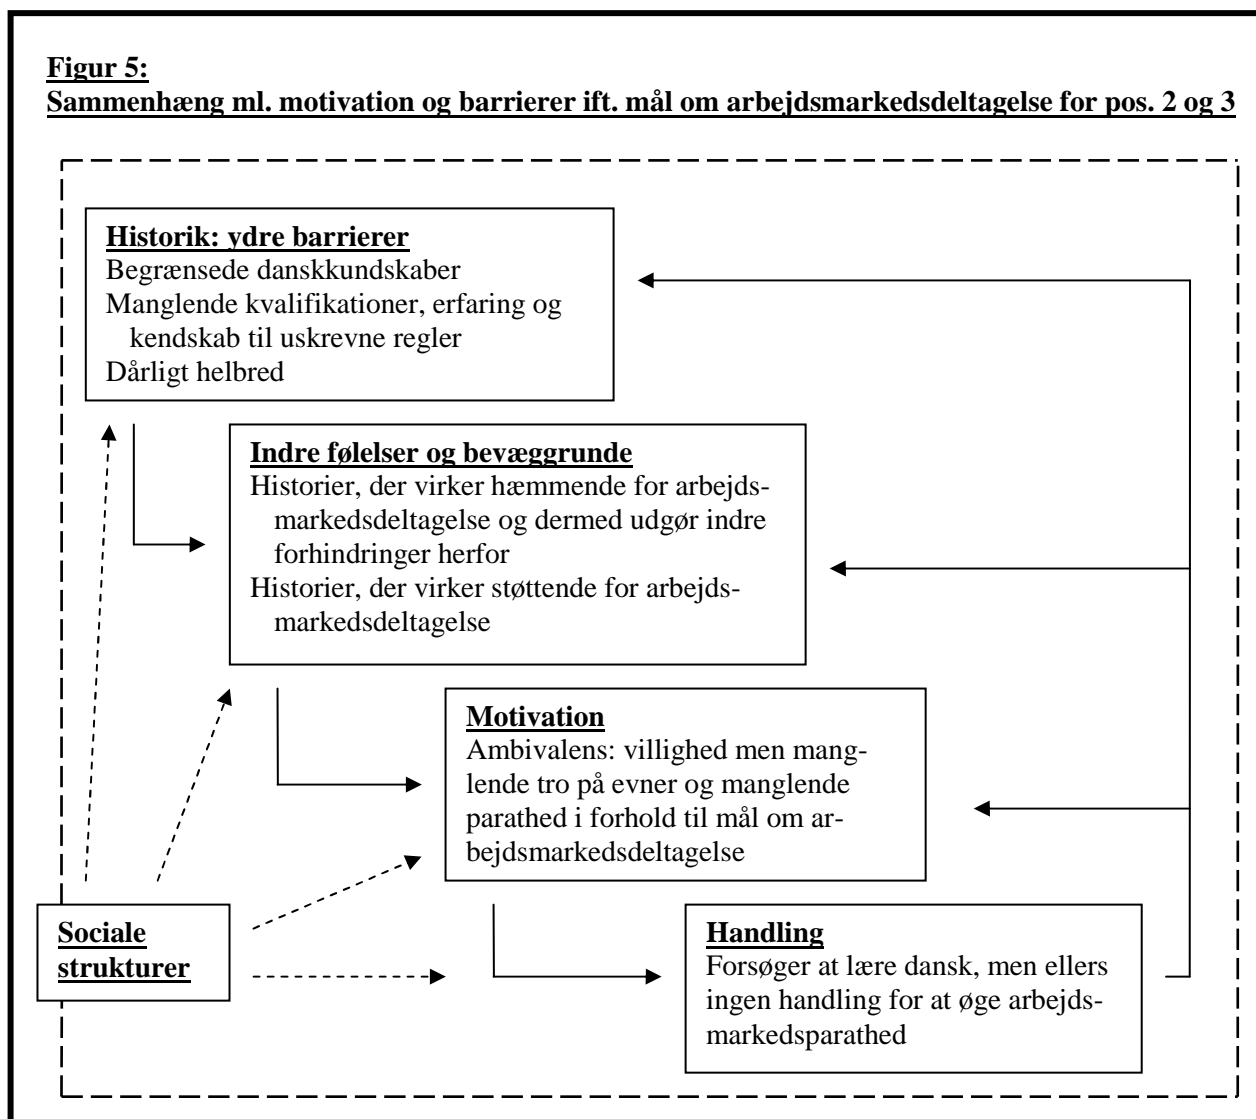 Figur 5:
Sammenhæng ml. motivation og barrierer ift. mål om arbejdsmarkedsdeltagelse for pos. 2 og 3
Historik: ydre barrierer
Begrænsede danskkundskaber
Manglende kvalifikationer, erfaring og
kendskab til uskrevne regler
Dårligt helbred
Indre følelser og bevæggrunde
Historier, der virker hæmmende for arbejds-
markedsdeltagelse og dermed udgør indre
forhindringer herfor
Historier, der virker støttende for arbejds-
markedsdeltagelse
Motivation
Ambivalens: villighed men mang-
lende tro på evner og manglende
parathed i forhold til mål om ar-
bejdsmarkedsdeltagelse
Sociale
strukturer
Handling
Forsøger at lære dansk, men ellers
ingen handling for at øge arbejds-
markedsparathed